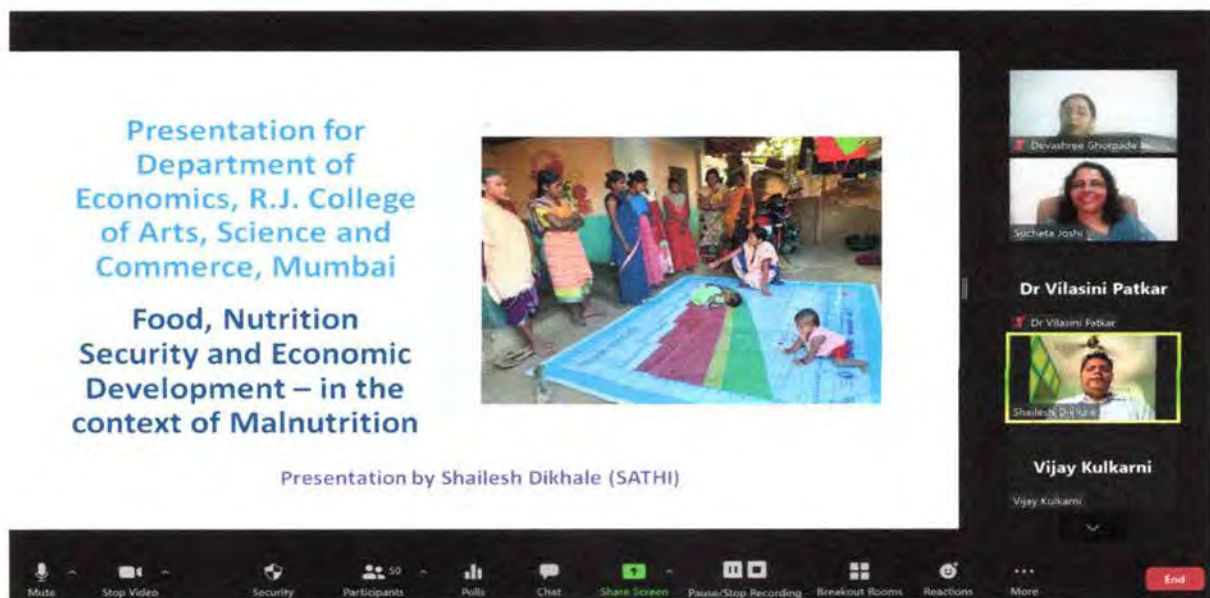 Presentation for
Department of
Economics, R.J. College
of Arts, Science and
Commerce, Mumbai
Food, Nutrition
Security and Economic
Development – in the
context of Malnutrition
Presentation by Shailesh Dikhale (SATHI)
Devashree Ghorpade
Sucheta Joshi
Dr Vilasini Patkar
Dr Vilasini Patkar
Shailesh Dikhale
Vijay Kulkarni
Vijay Kulkarni
Mute
Stop Video
Security
Participants
50
Polls
Chat
Share Screen
Pause/Stop Recording
Breakout Rooms
Reactions
More
End